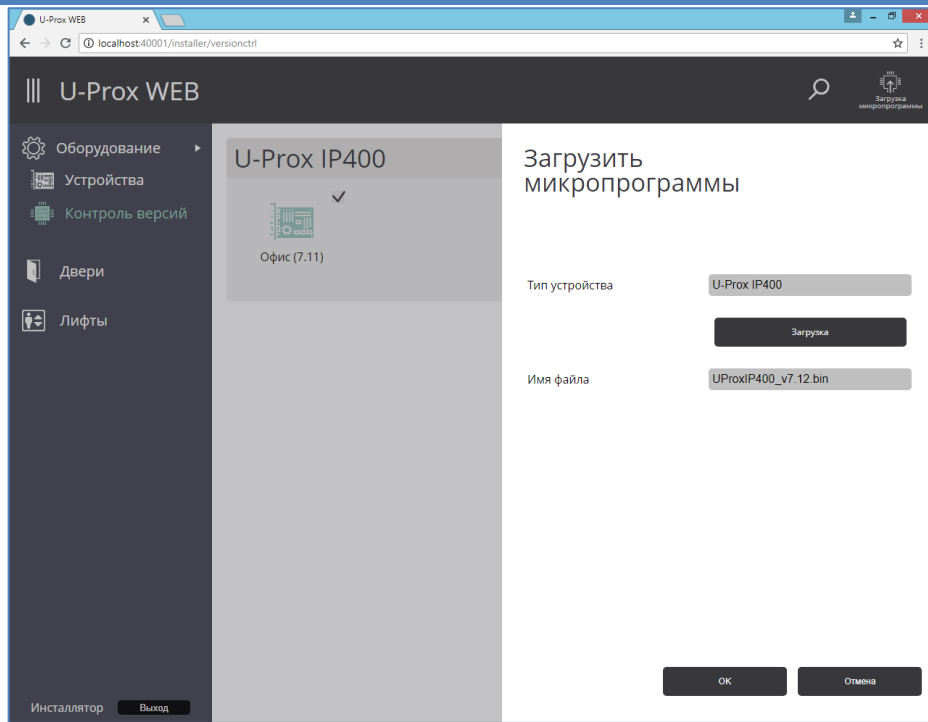 U-Prox WEB
localhost:40001/installer/versionctrl
U-Prox WEB
Загрузка
микропрограммы
Оборудование
Устройства
Контроль версий
Двери
Лифты
Инсталлятор
Выход
U-Prox IP400
Офис (7.11)
Загрузить
микропрограммы
Тип устройства
U-Prox IP400
Загрузка
Имя файла
UProxIP400_v7.12.bin
ОК
Отмена